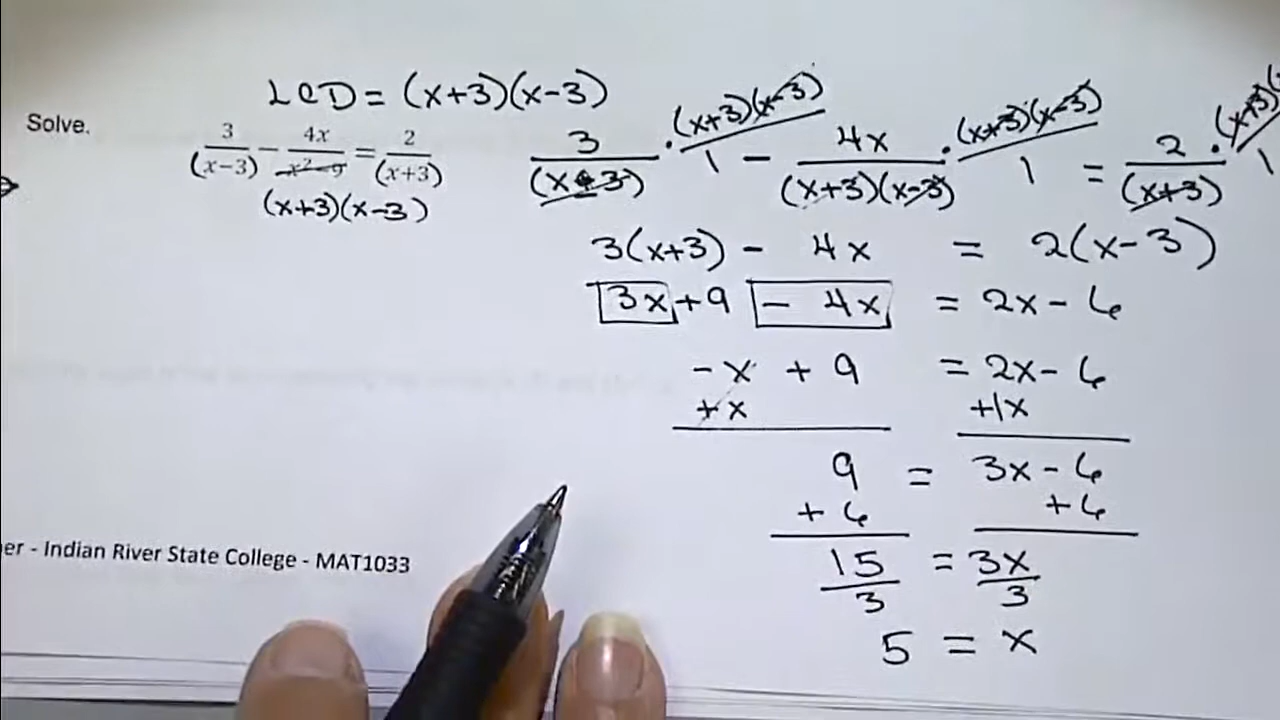 LCD = (x+3)(x-3)
Solve.
3/(x-3) - 4x/x²-9 = 2/(x+3)
(x+3)(x-3)
3/(x-3) · (x+3)(x-3)/1 - 4x/(x+3)(x-3) · (x+3)(x-3)/1 = 2/(x+3) · (x+3)(/1
3(x+3) - 4x = 2(x-3)
3x+9 - 4x = 2x-6
-x + 9 = 2x-6
+x +1x
9 = 3x-6
+6 +6
15/3 = 3x/3
5 = x
er - Indian River State College - MAT1033